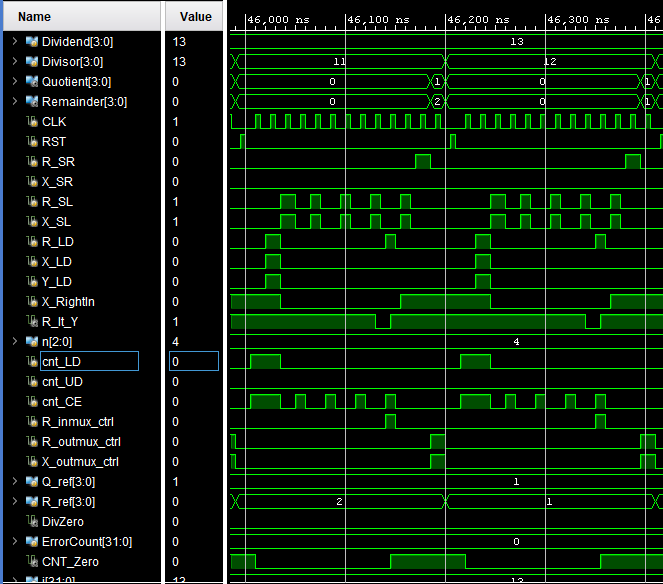 Name Value
46,000 ns 46,100 ns 46,200 ns 46,300 ns 46
Dividend[3:0] 13 13
Divisor[3:0] 13 11 12
Quotient[3:0] 0 0 1 0 1
Remainder[3:0] 0 0 2 0 1
CLK 1
RST 0
R_SR 0
X_SR 0
R_SL 1
X_SL 1
R_LD 0
X_LD 0
Y_LD 0
X_RightIn 0
R_lt_Y 1
n[2:0] 4 4
cnt_LD 0
cnt_UD 0
cnt_CE 0
R_inmux_ctrl 0
R_outmux_ctrl 0
X_outmux_ctrl 0
Q_ref[3:0] 1 1
R_ref[3:0] 0 2 1
DivZero 0
ErrorCount[31:0] 0 0
CNT_Zero 0
i[31:0] 13 13